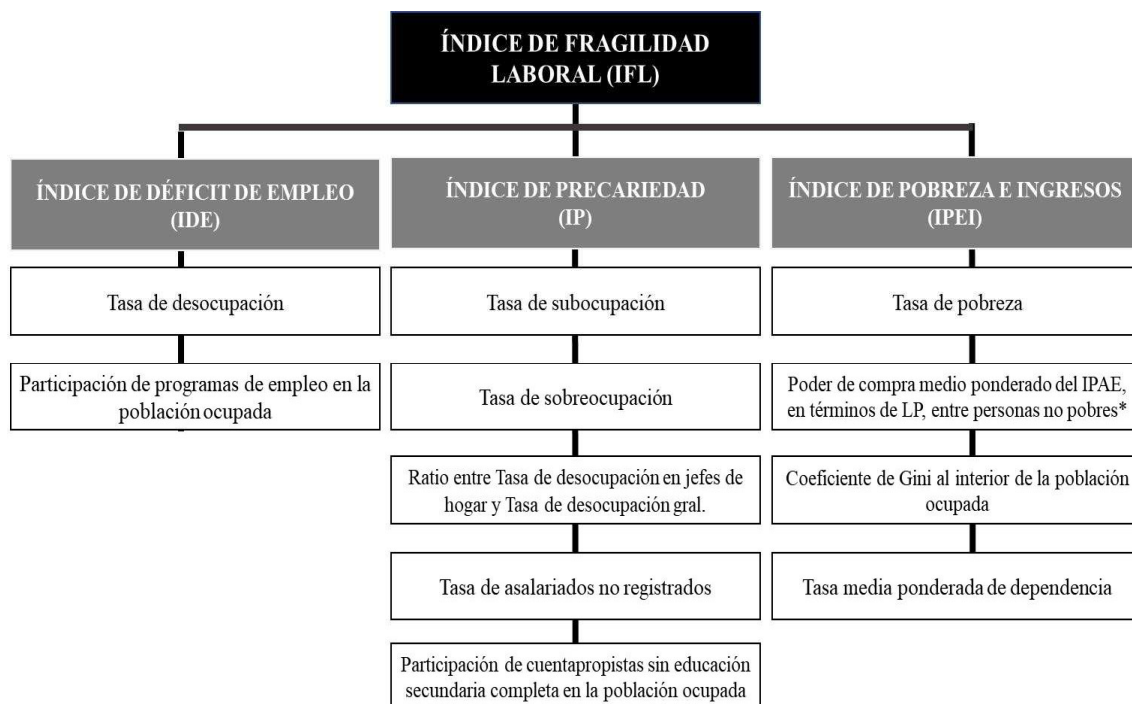 ÍNDICE DE FRAGILIDAD
LABORAL (IFL)
ÍNDICE DE DÉFICIT DE EMPLEO
(IDE)
Tasa de desocupación
Participación de programas de empleo en la
población ocupada
ÍNDICE DE PRECARIEDAD
(IP)
Tasa de subocupación
Tasa de sobreocupación
Ratio entre Tasa de desocupación en jefes de
hogar y Tasa de desocupación gral.
Tasa de asalariados no registrados
Participación de cuentapropistas sin educación
secundaria completa en la población ocupada
ÍNDICE DE POBREZA E INGRESOS
(IPEI)
Tasa de pobreza
Poder de compra medio ponderado del IPAE,
en términos de LP, entre personas no pobres*
Coeficiente de Gini al interior de la población
ocupada
Tasa media ponderada de dependencia